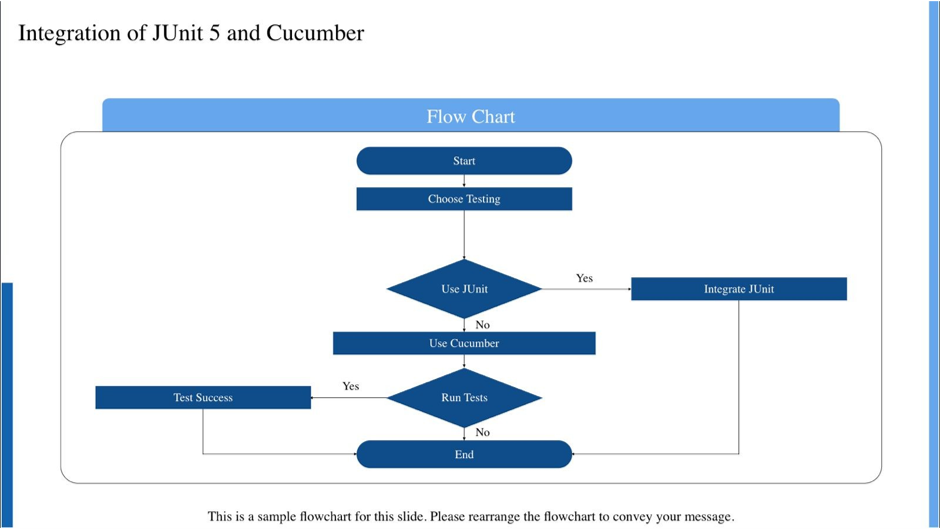 Integration of JUnit 5 and Cucumber
Flow Chart
Start
Choose Testing
Use JUnit
Yes
Integrate JUnit
No
Use Cucumber
Yes
Test Success
Run Tests
No
End
This is a sample flowchart for this slide. Please rearrange the flowchart to convey your message.